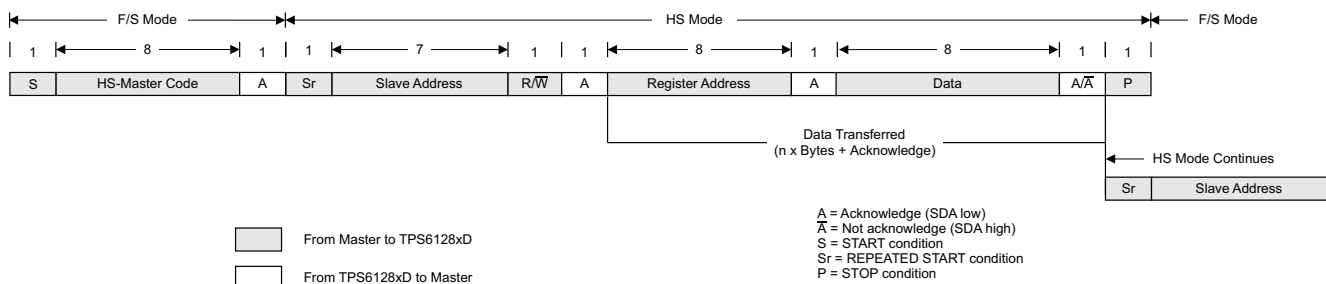 F/S Mode HS Mode F/S Mode
1 8 1 1 7 1 1 8 1 8 1 1
S HS-Master Code A Sr Slave Address R/W̅ A Register Address A Data A/A̅ P
Data Transferred
(n x Bytes + Acknowledge)
HS Mode Continues
Sr Slave Address
From Master to TPS6128xD
From TPS6128xD to Master
A = Acknowledge (SDA low)
A̅ = Not acknowledge (SDA high)
S = START condition
Sr = REPEATED START condition
P = STOP condition